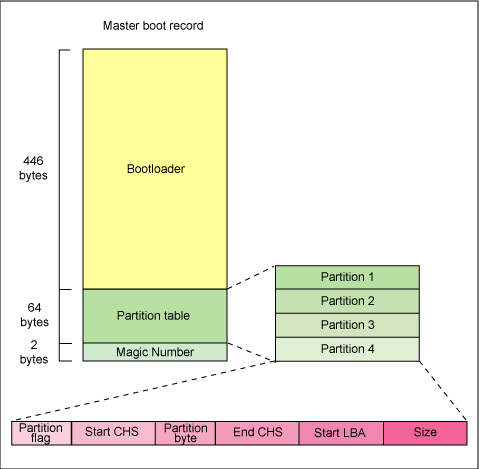 Master boot record
446
bytes
Bootloader
Partition 1
Partition 2
64
bytes
Partition table
Partition 3
2
bytes
Magic Number
Partition 4
Partition
flag
Start CHS
Partition
byte
End CHS
Start LBA
Size